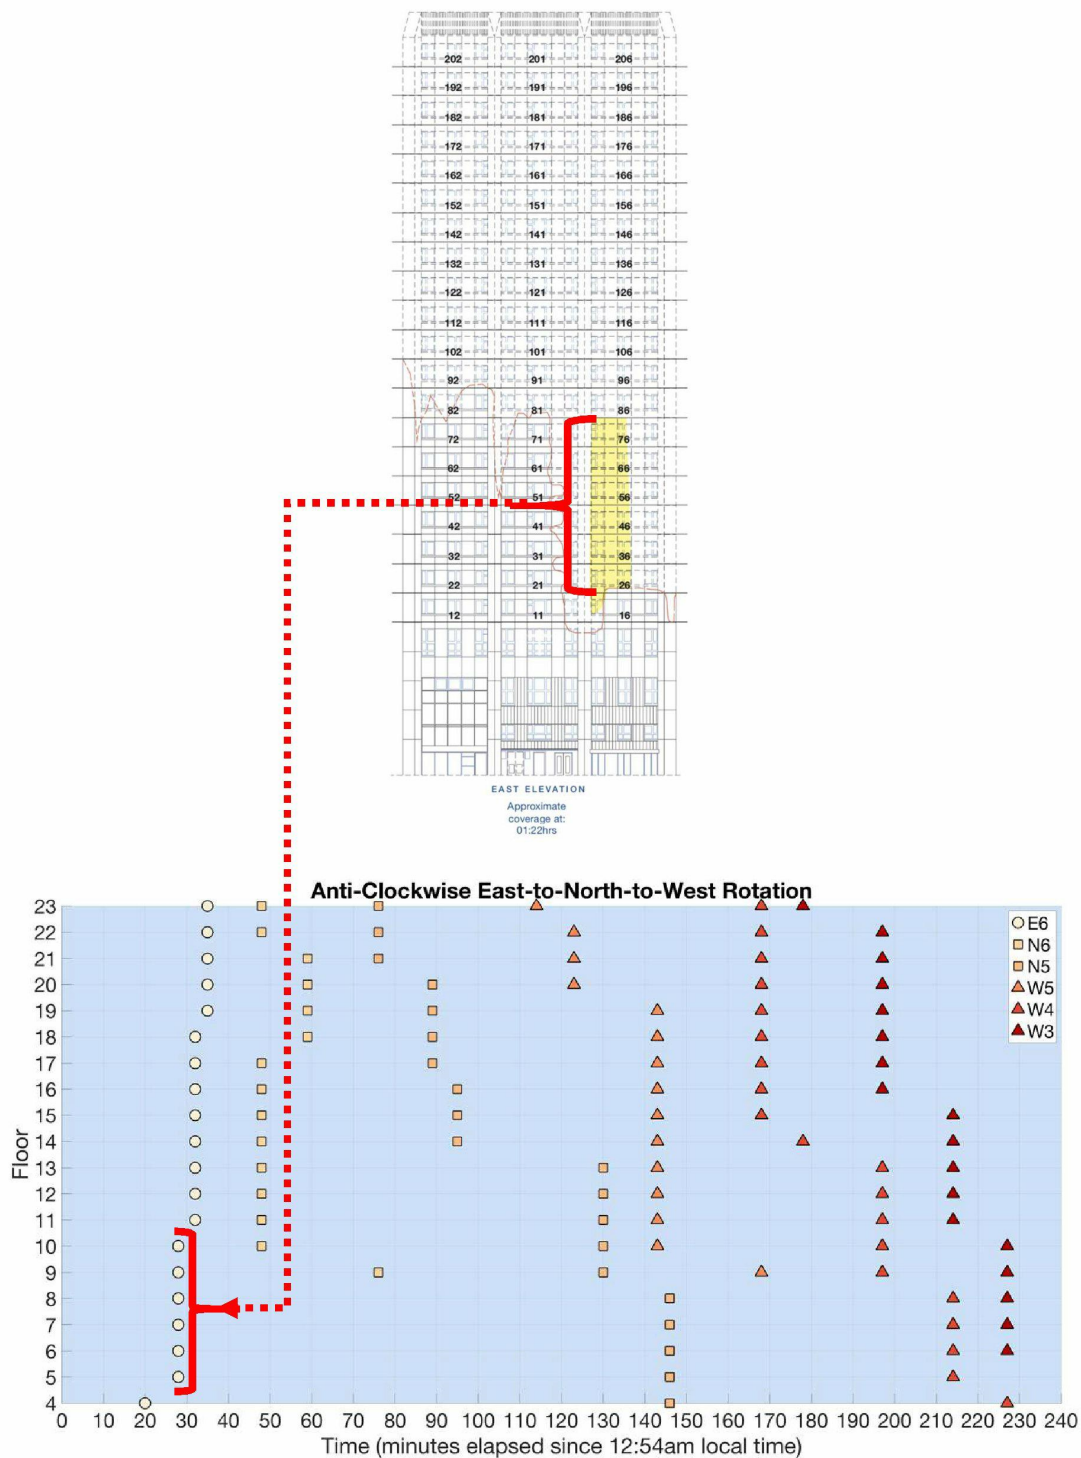 202 201 206
192 191 196
182 181 186
172 171 176
162 161 166
152 151 156
142 141 146
132 131 136
122 121 126
112 111 116
102 101 106
92 91 96
82 81 86
72 71 76
62 61 66
52 51 56
42 41 46
32 31 36
22 21 26
12 11 16
EAST ELEVATION
Approximate
coverage at:
01:22hrs
Anti-Clockwise East-to-North-to-West Rotation
E6
N6
N5
W5
W4
W3
Floor
23
22
21
20
19
18
17
16
15
14
13
12
11
10
9
8
7
6
5
4
0 10 20 30 40 50 60 70 80 90 100 110 120 130 140 150 160 170 180 190 200 210 220 230 240
Time (minutes elapsed since 12:54am local time)